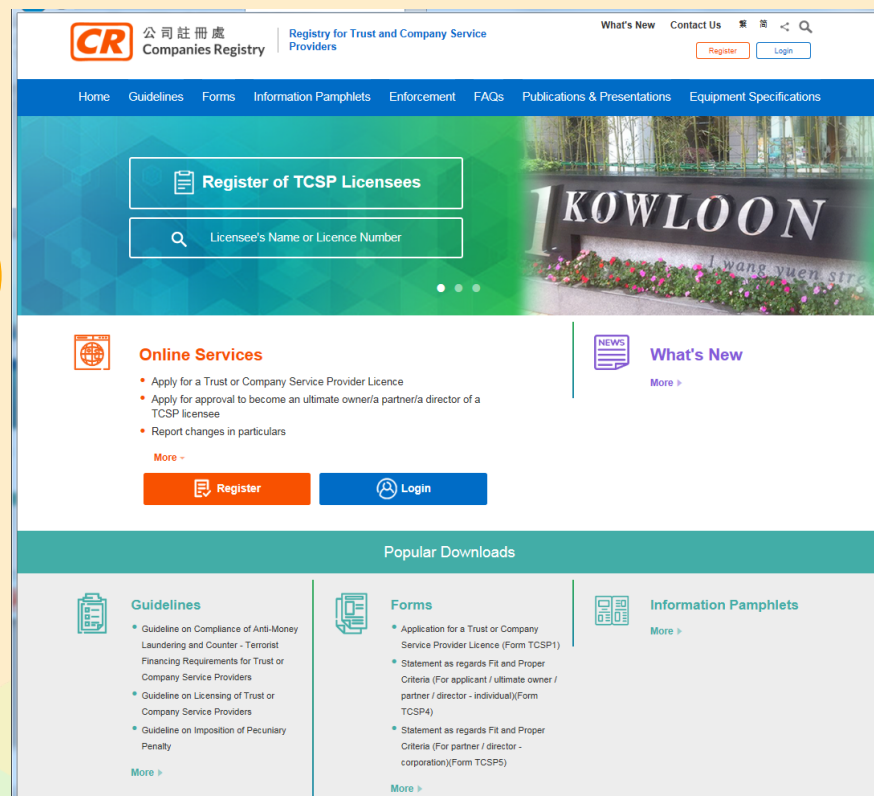 What's New Contact Us 繁 简
CR 公司註冊處
Companies Registry
Registry for Trust and Company Service
Providers
Register Login
Home Guidelines Forms Information Pamphlets Enforcement FAQs Publications & Presentations Equipment Specifications
Register of TCSP Licensees
Licensee's Name or Licence Number
1 KOWLOON
1 wang yuen stre
Online Services
• Apply for a Trust or Company Service Provider Licence
• Apply for approval to become an ultimate owner/a partner/a director of a
TCSP licensee
• Report changes in particulars
More
Register Login
NEWS
What's New
More
Popular Downloads
Guidelines
• Guideline on Compliance of Anti-Money
Laundering and Counter - Terrorist
Financing Requirements for Trust or
Company Service Providers
• Guideline on Licensing of Trust or
Company Service Providers
• Guideline on Imposition of Pecuniary
Penalty
More
Forms
• Application for a Trust or Company
Service Provider Licence (Form TCSP1)
• Statement as regards Fit and Proper
Criteria (For applicant / ultimate owner /
partner / director - individual)(Form
TCSP4)
• Statement as regards Fit and Proper
Criteria (For partner / director -
corporation)(Form TCSP5)
More
Information Pamphlets
More